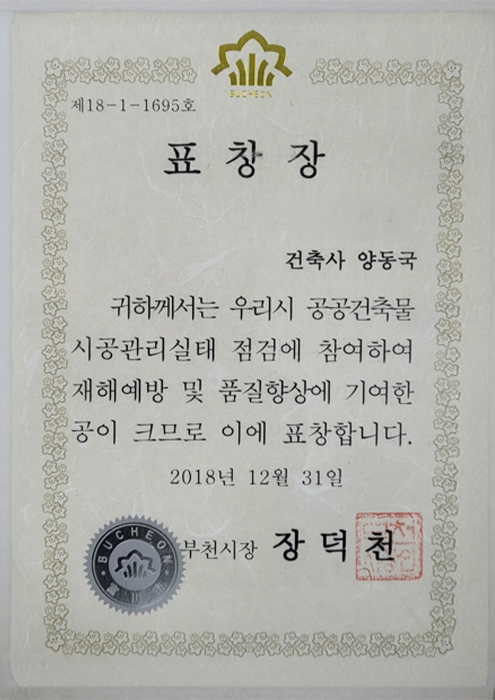 BUCHEON
제18-1-1695호
표창장
건축사 양동국
귀하께서는 우리시 공공건축물
시공관리실태 점검에 참여하여
재해예방 및 품질향상에 기여한
공이 크므로 이에 표창합니다.
2018년 12월 31일
BUCHEON
부천시장 장덕천